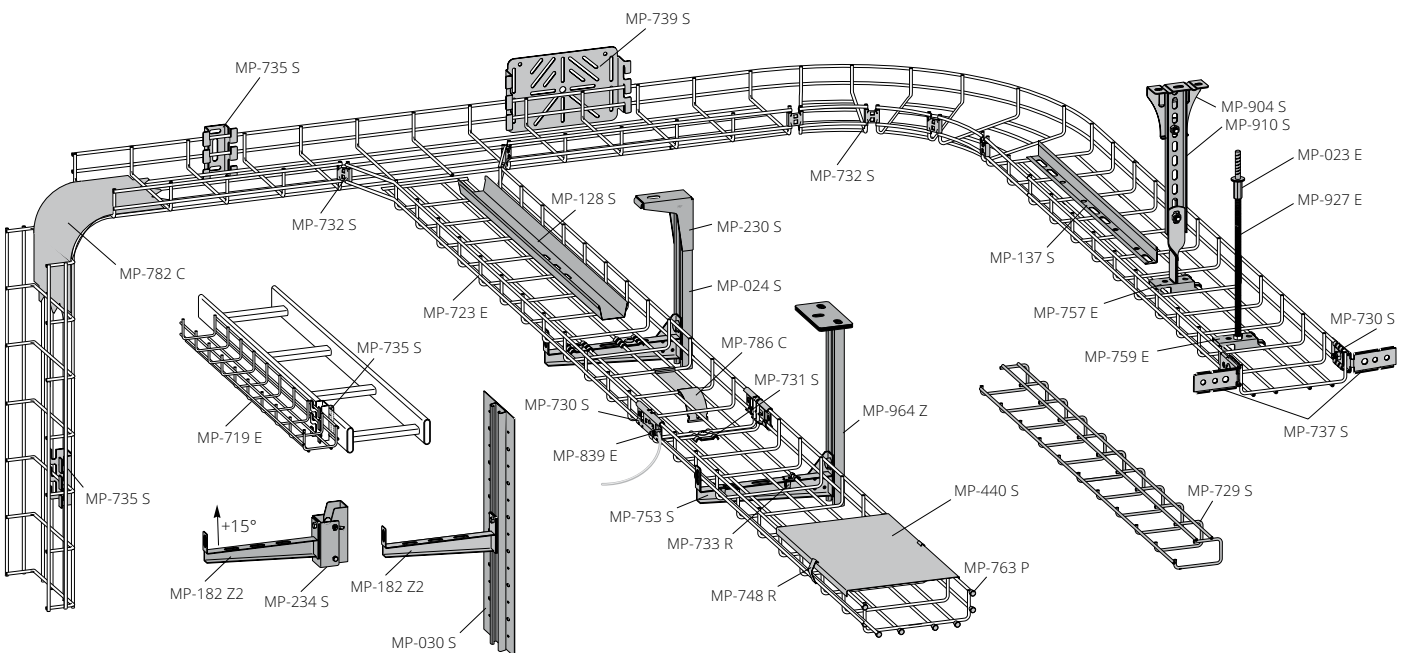 MP-739 S
MP-735 S
MP-904 S
MP-910 S
MP-023 E
MP-732 S
MP-128 S
MP-927 E
MP-732 S
MP-230 S
MP-137 S
MP-782 C
MP-024 S
MP-723 E
MP-757 E
MP-730 S
MP-735 S
MP-786 C
MP-759 E
MP-731 S
MP-730 S
MP-964 Z
MP-719 E
MP-737 S
MP-839 E
MP-735 S
MP-440 S
MP-729 S
MP-753 S
+15°
MP-733 R
MP-763 P
MP-182 Z2
MP-182 Z2
MP-234 S
MP-748 R
MP-030 S